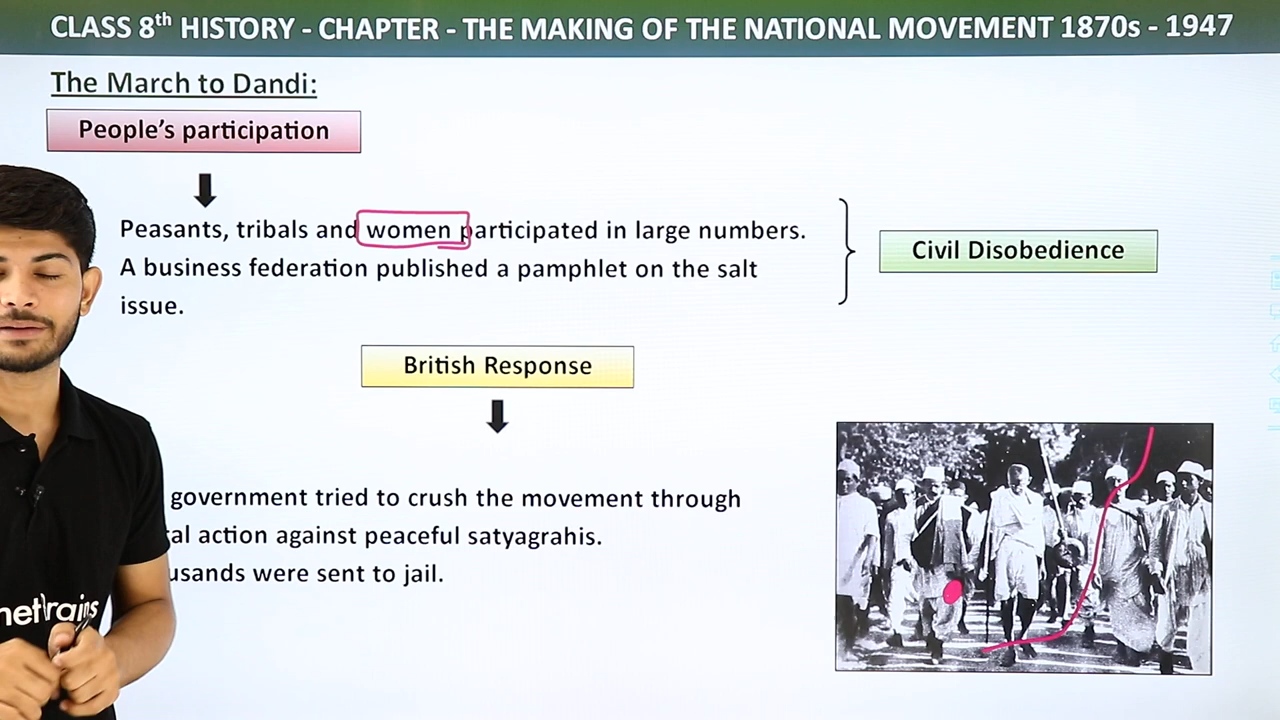 CLASS 8th HISTORY - CHAPTER - THE MAKING OF THE NATIONAL MOVEMENT 1870s - 1947
The March to Dandi:
People's participation
Peasants, tribals and women participated in large numbers.
A business federation published a pamphlet on the salt
issue.
Civil Disobedience
British Response
government tried to crush the movement through
action against peaceful satyagrahis.
were sent to jail.